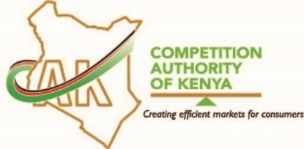 CAK
COMPETITION
AUTHORITY
OF KENYA
Creating efficient markets for consumers